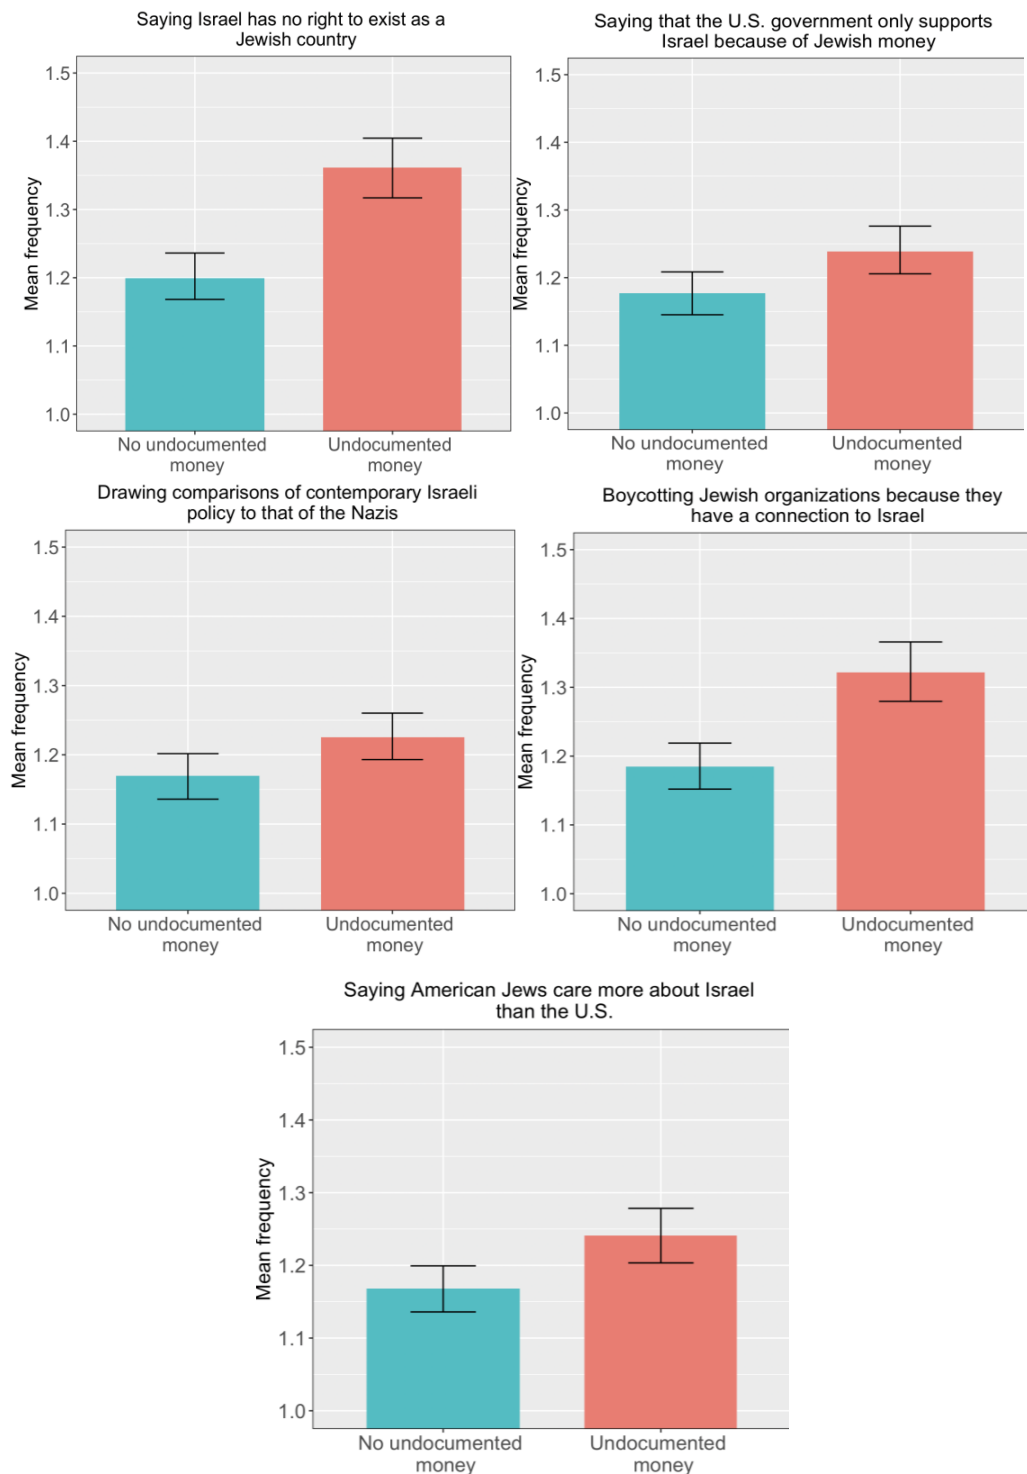 Saying Israel has no right to exist as a
Jewish country
Mean frequency
1.5
1.4
1.3
1.2
1.1
1.0
No undocumented
money
Undocumented
money
Saying that the U.S. government only supports
Israel because of Jewish money
Mean frequency
1.5
1.4
1.3
1.2
1.1
1.0
No undocumented
money
Undocumented
money
Drawing comparisons of contemporary Israeli
policy to that of the Nazis
Mean frequency
1.5
1.4
1.3
1.2
1.1
1.0
No undocumented
money
Undocumented
money
Boycotting Jewish organizations because they
have a connection to Israel
Mean frequency
1.5
1.4
1.3
1.2
1.1
1.0
No undocumented
money
Undocumented
money
Saying American Jews care more about Israel
than the U.S.
Mean frequency
1.5
1.4
1.3
1.2
1.1
1.0
No undocumented
money
Undocumented
money